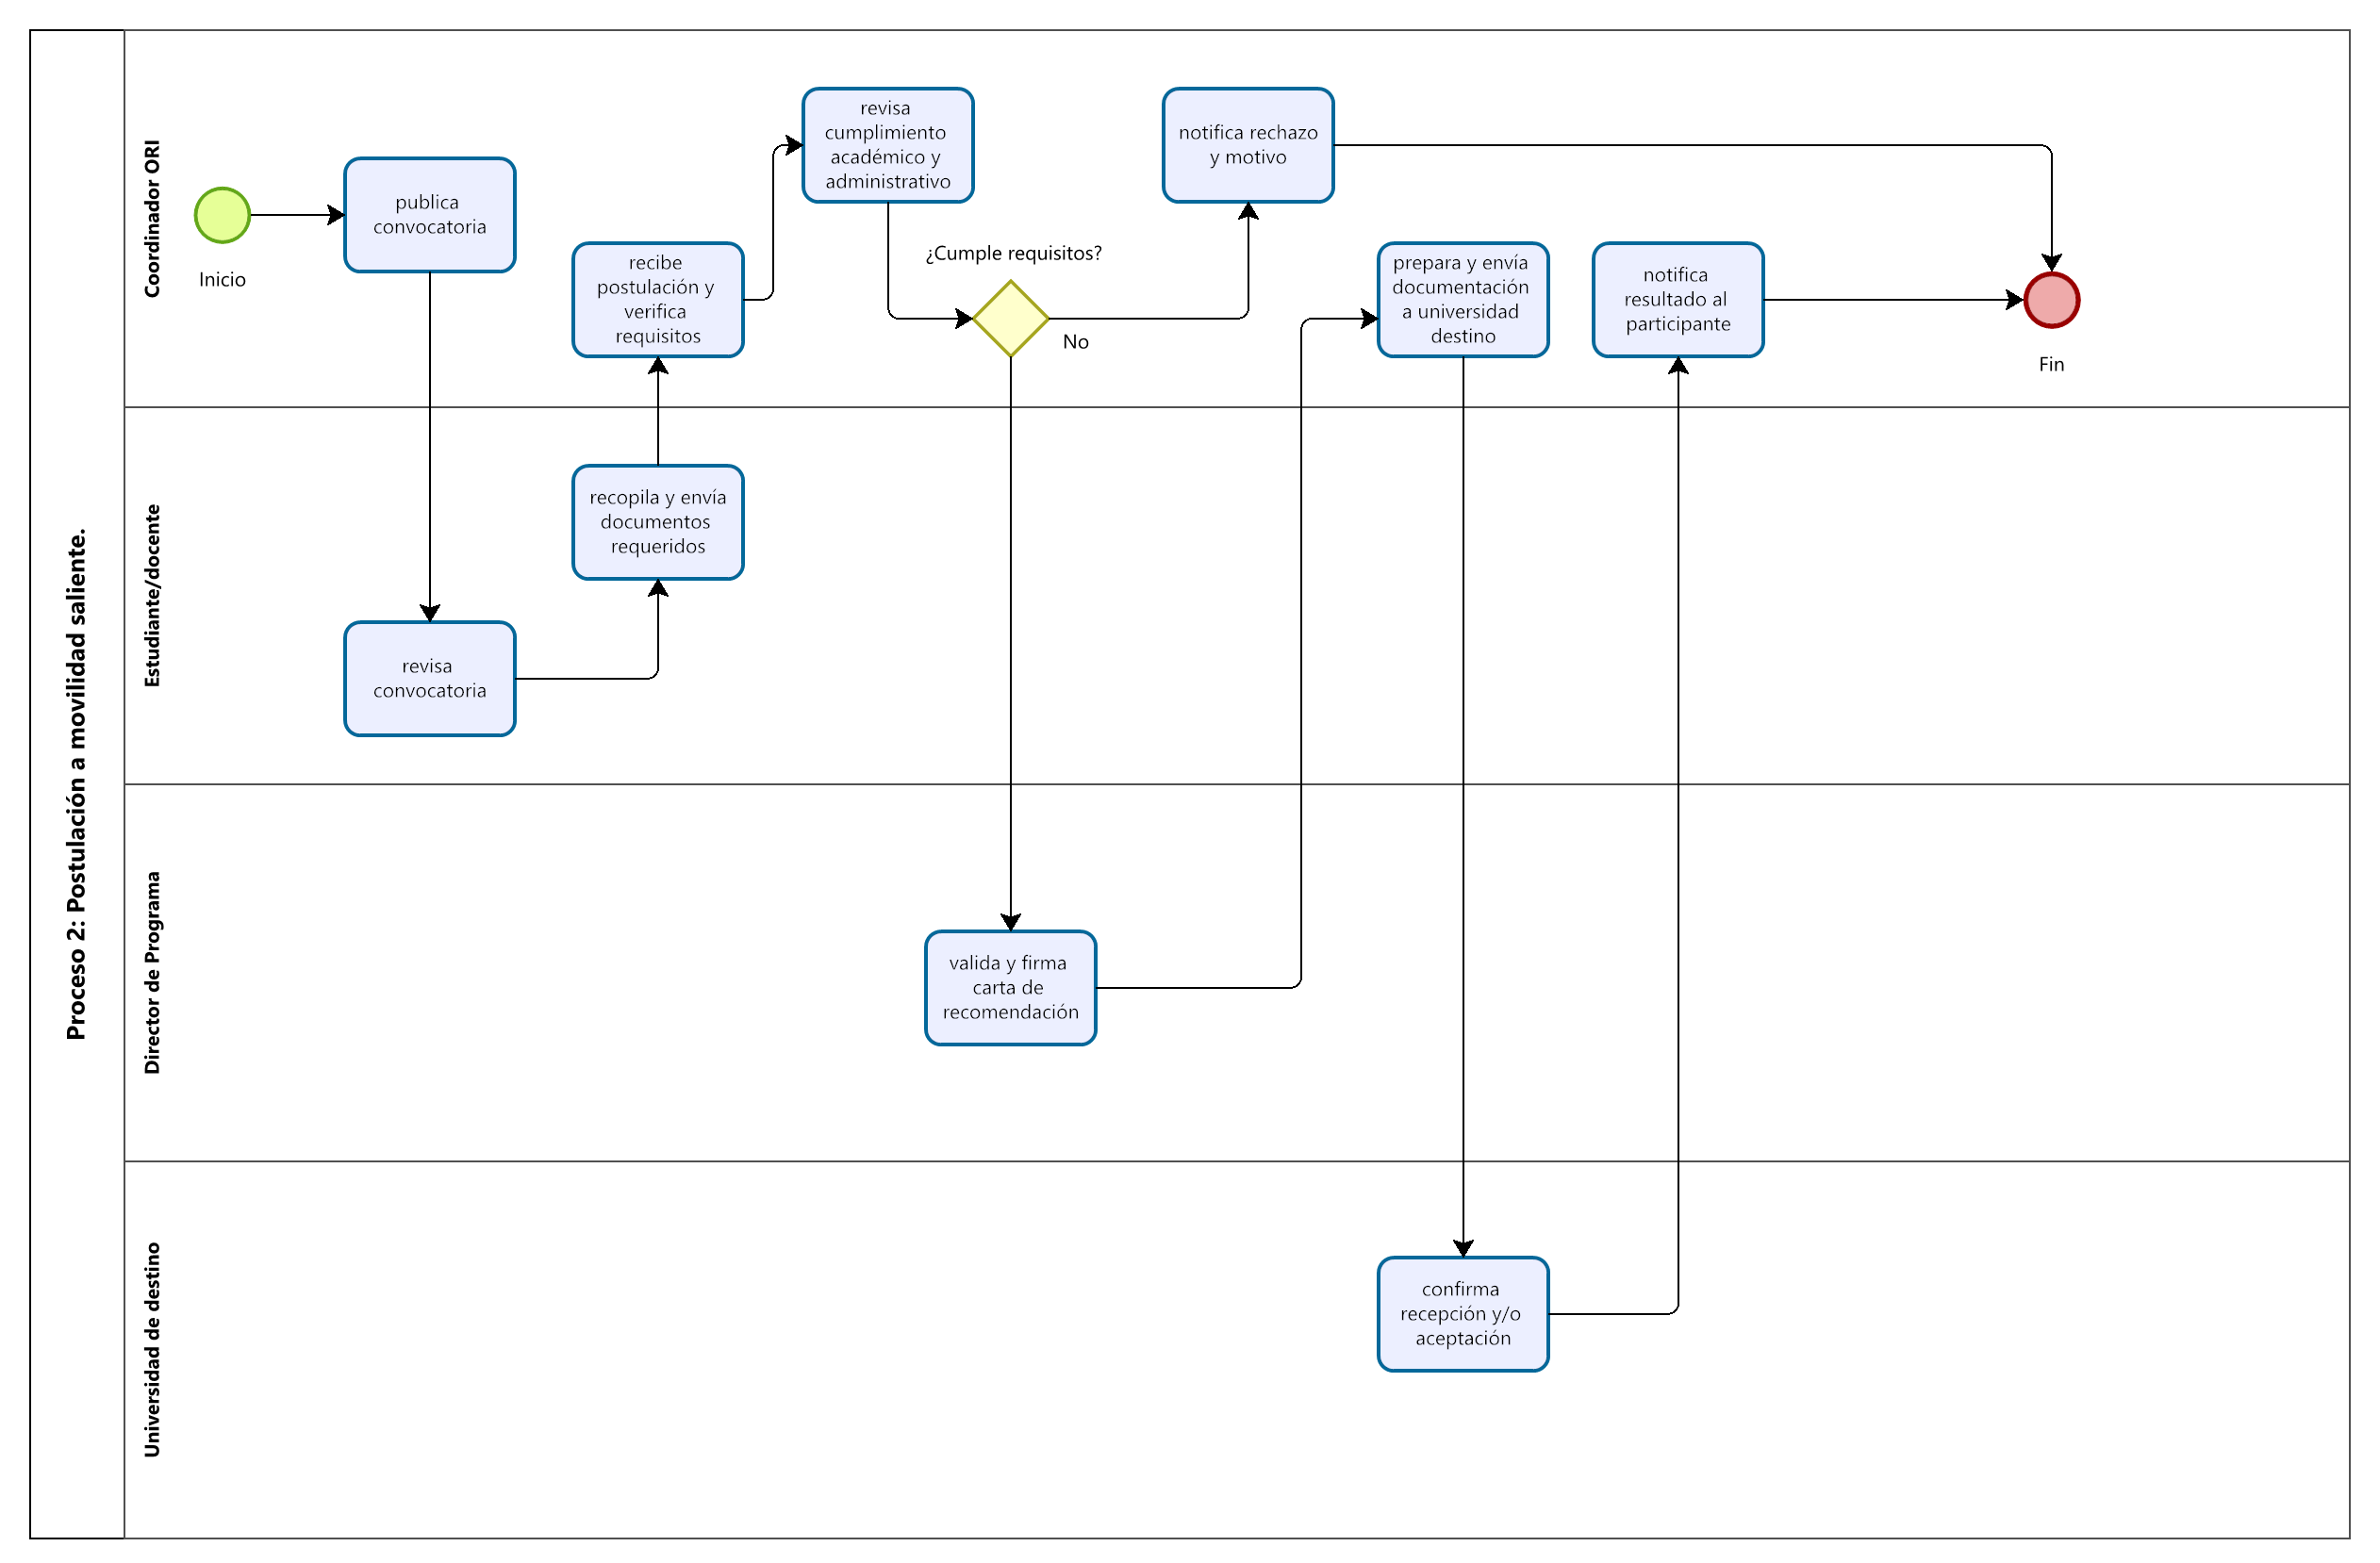 Proceso 2: Postulación a movilidad saliente.
Coordinador ORI
Inicio
publica
convocatoria
recibe
postulación y
verifica
requisitos
revisa
cumplimiento
académico y
administrativo
¿Cumple requisitos?
No
notifica rechazo
y motivo
prepara y envía
documentación
a universidad
destino
notifica
resultado al
participante
Fin
Estudiante/docente
revisa
convocatoria
recopila y envía
documentos
requeridos
Director de Programa
valida y firma
carta de
recomendación
Universidad de destino
confirma
recepción y/o
aceptación